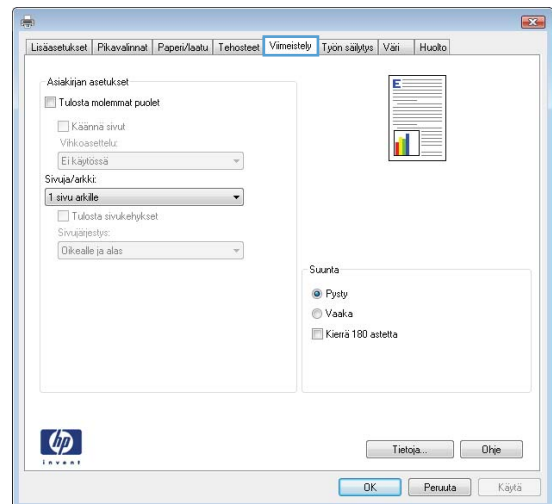 Lisäasetukset Pikavalinnat Paperi/laatu Tehosteet Viimeistely Työn säilytys Väri Huolto
Asiakirjan asetukset
Tulosta molemmat puolet
Käännä sivut
Vihkoasettelu:
Ei käytössä
Sivuja/arkki:
1 sivu arkille
Tulosta sivukehykset
Sivujärjestys:
Oikealle ja alas
E
Suunta
Pysty
Vaaka
Kierrä 180 astetta
hp
invent
Tietoja... Ohje
OK Peruuta Käytä